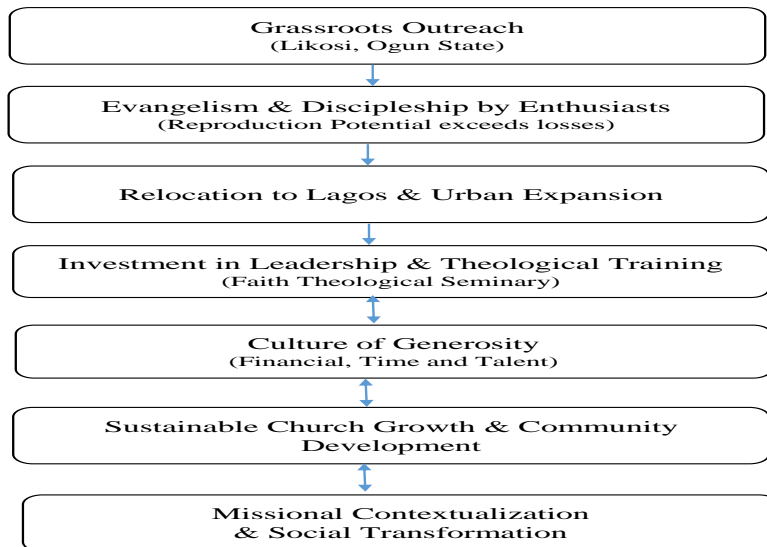 Grassroots Outreach
(Likosi, Ogun State)
Evangelism & Discipleship by Enthusiasts
(Reproduction Potential exceeds losses)
Relocation to Lagos & Urban Expansion
Investment in Leadership & Theological Training
(Faith Theological Seminary)
Culture of Generosity
(Financial, Time and Talent)
Sustainable Church Growth & Community
Development
Missional Contextualization
& Social Transformation